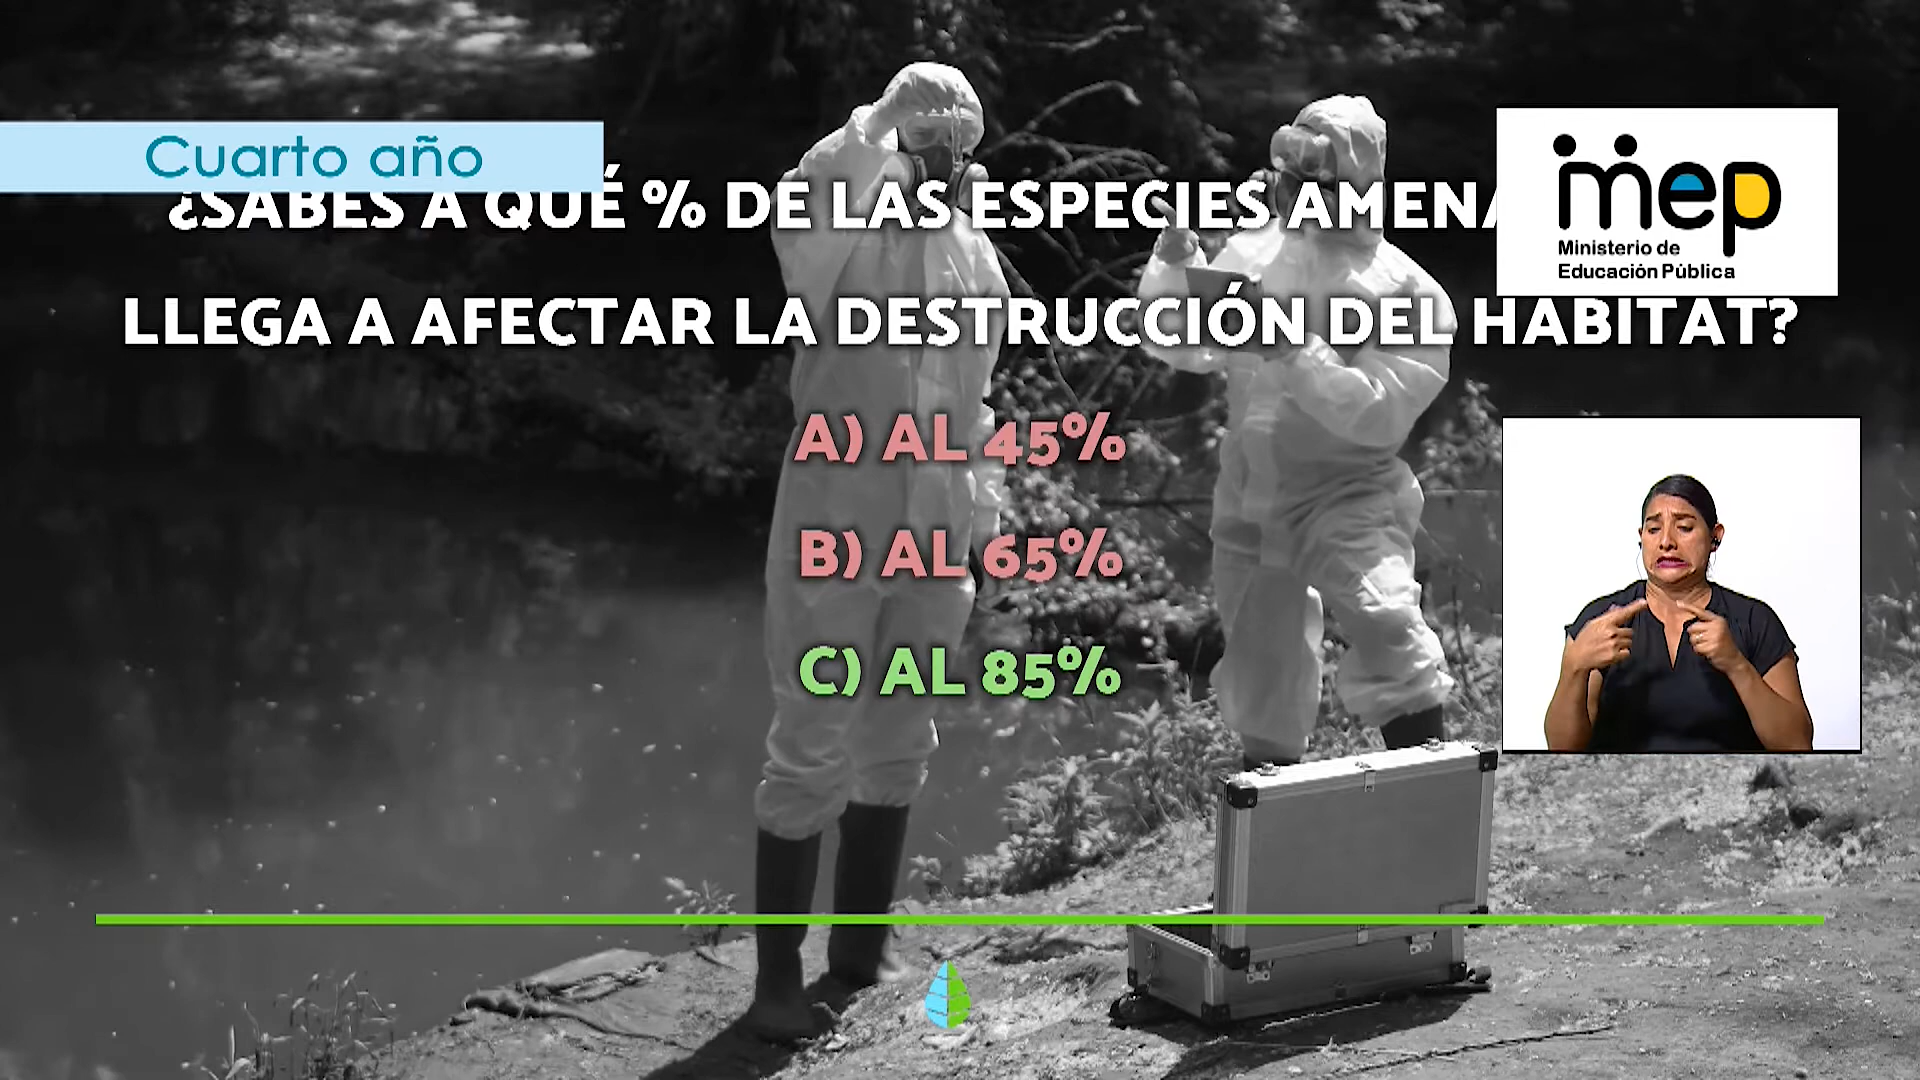 Cuarto año
¿SABES A QUÉ % DE LAS ESPECIES
LLEGA A AFECTAR LA DESTRUCCIÓN DEL HABITAT?
A) AL 45%
B) AL 65%
C) AL 85%
mep
Ministerio de
Educación Pública